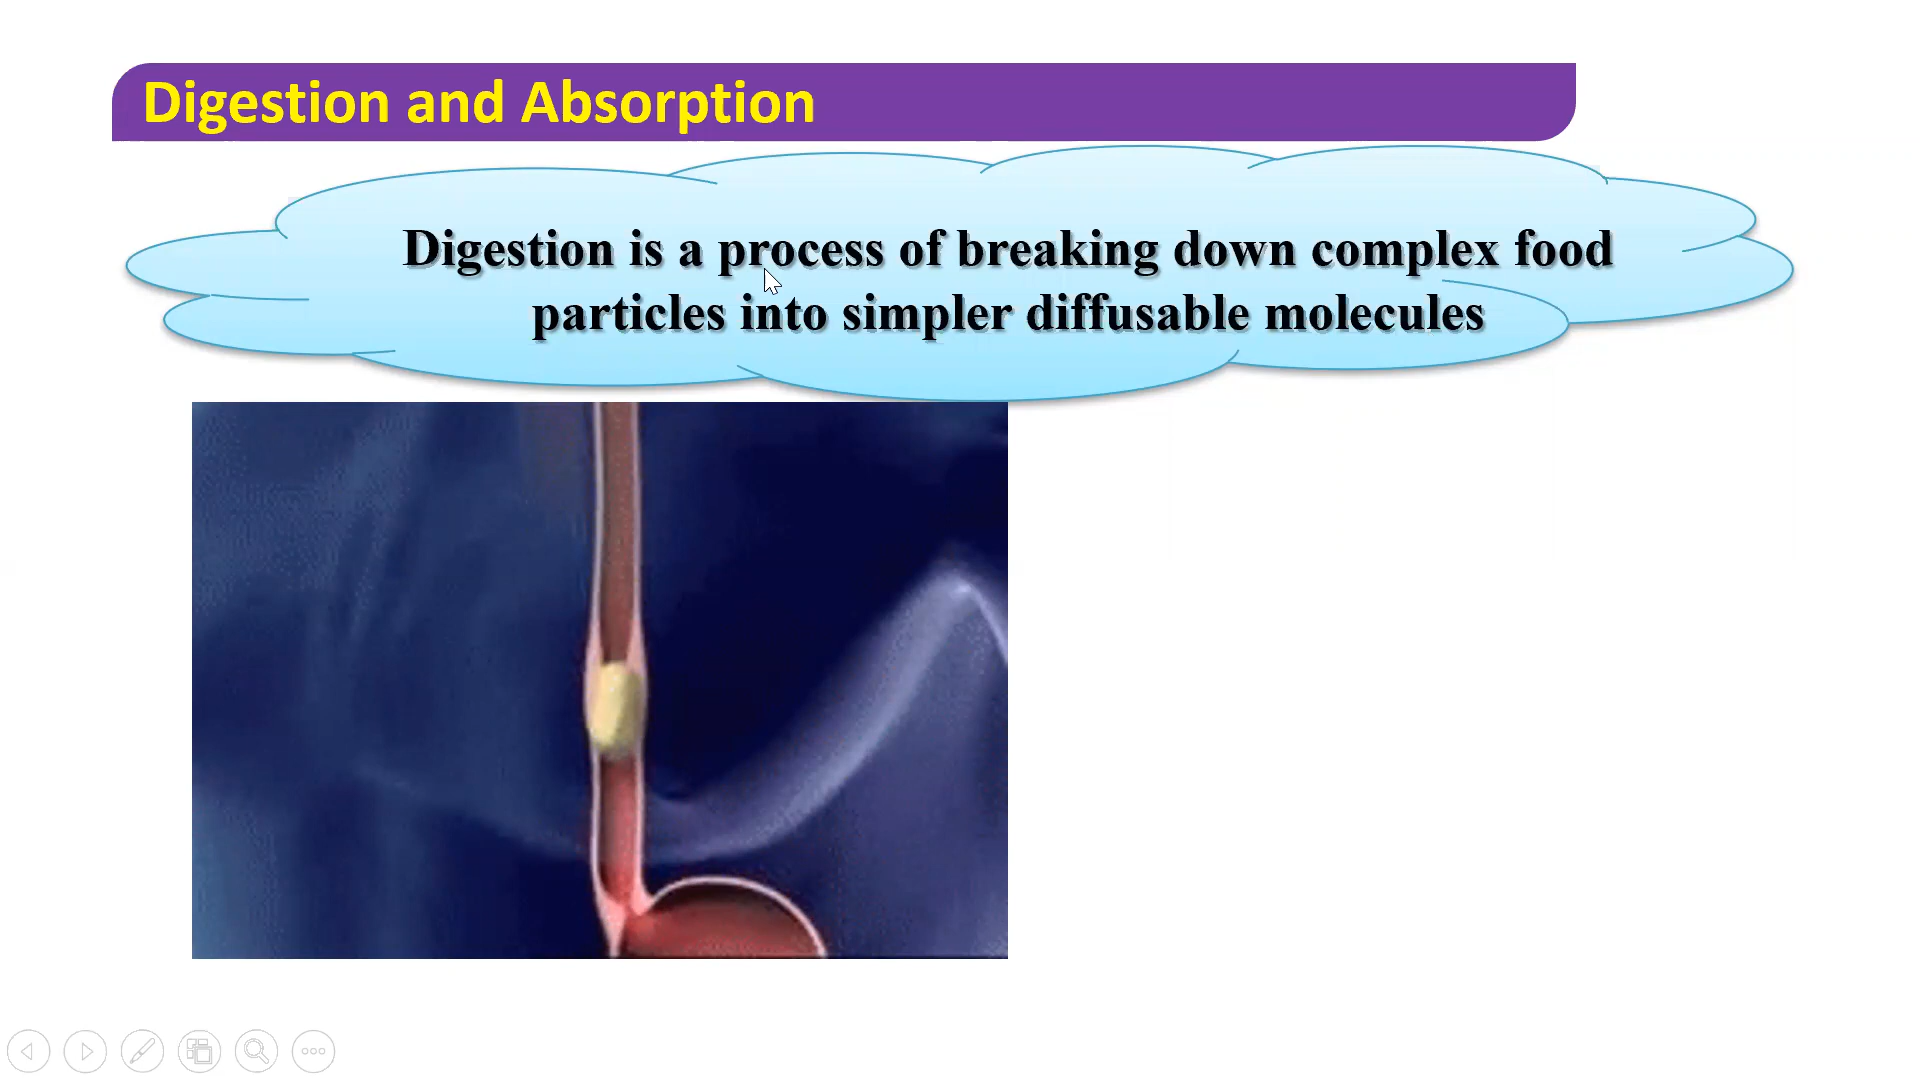 Digestion and Absorption
Digestion is a process of breaking down complex food
particles into simpler diffusable molecules